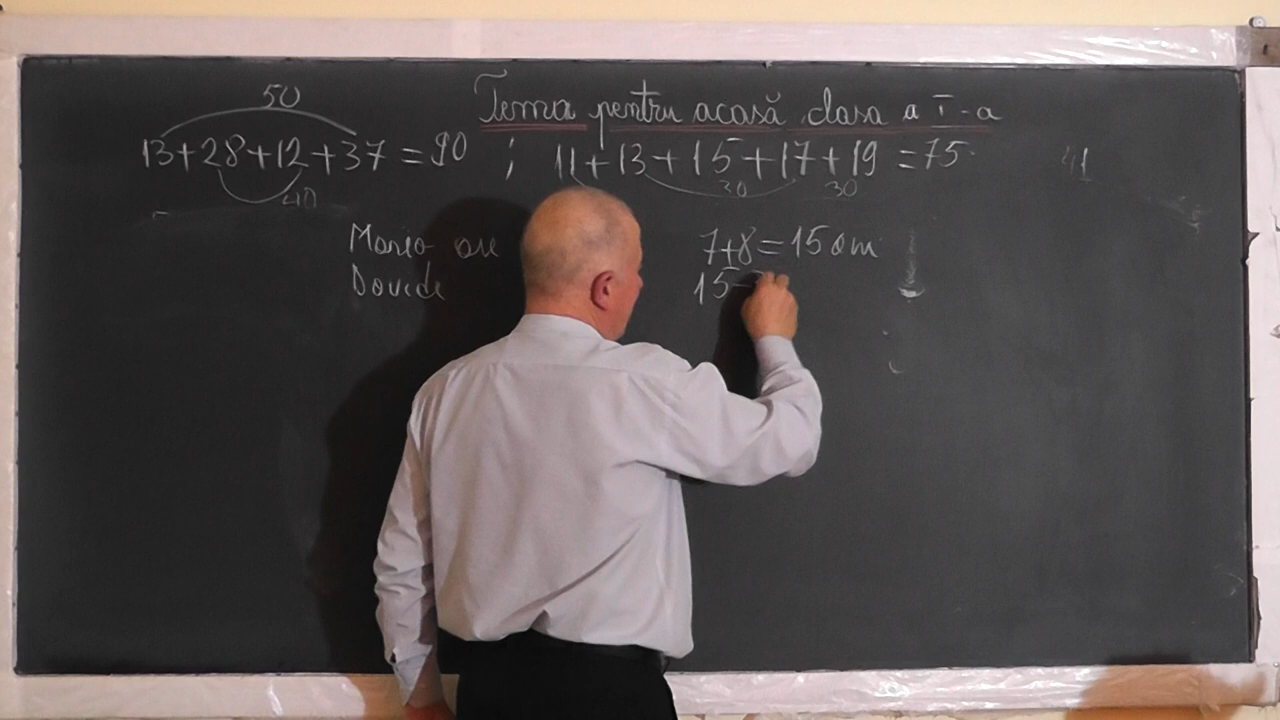 Tema pentru acasă clasa a I-a
50
13+28+12+37=90 ; 11+13+15+17+19=75
40 30 30 41
Maria are 7+8=15 am
Davide 15-